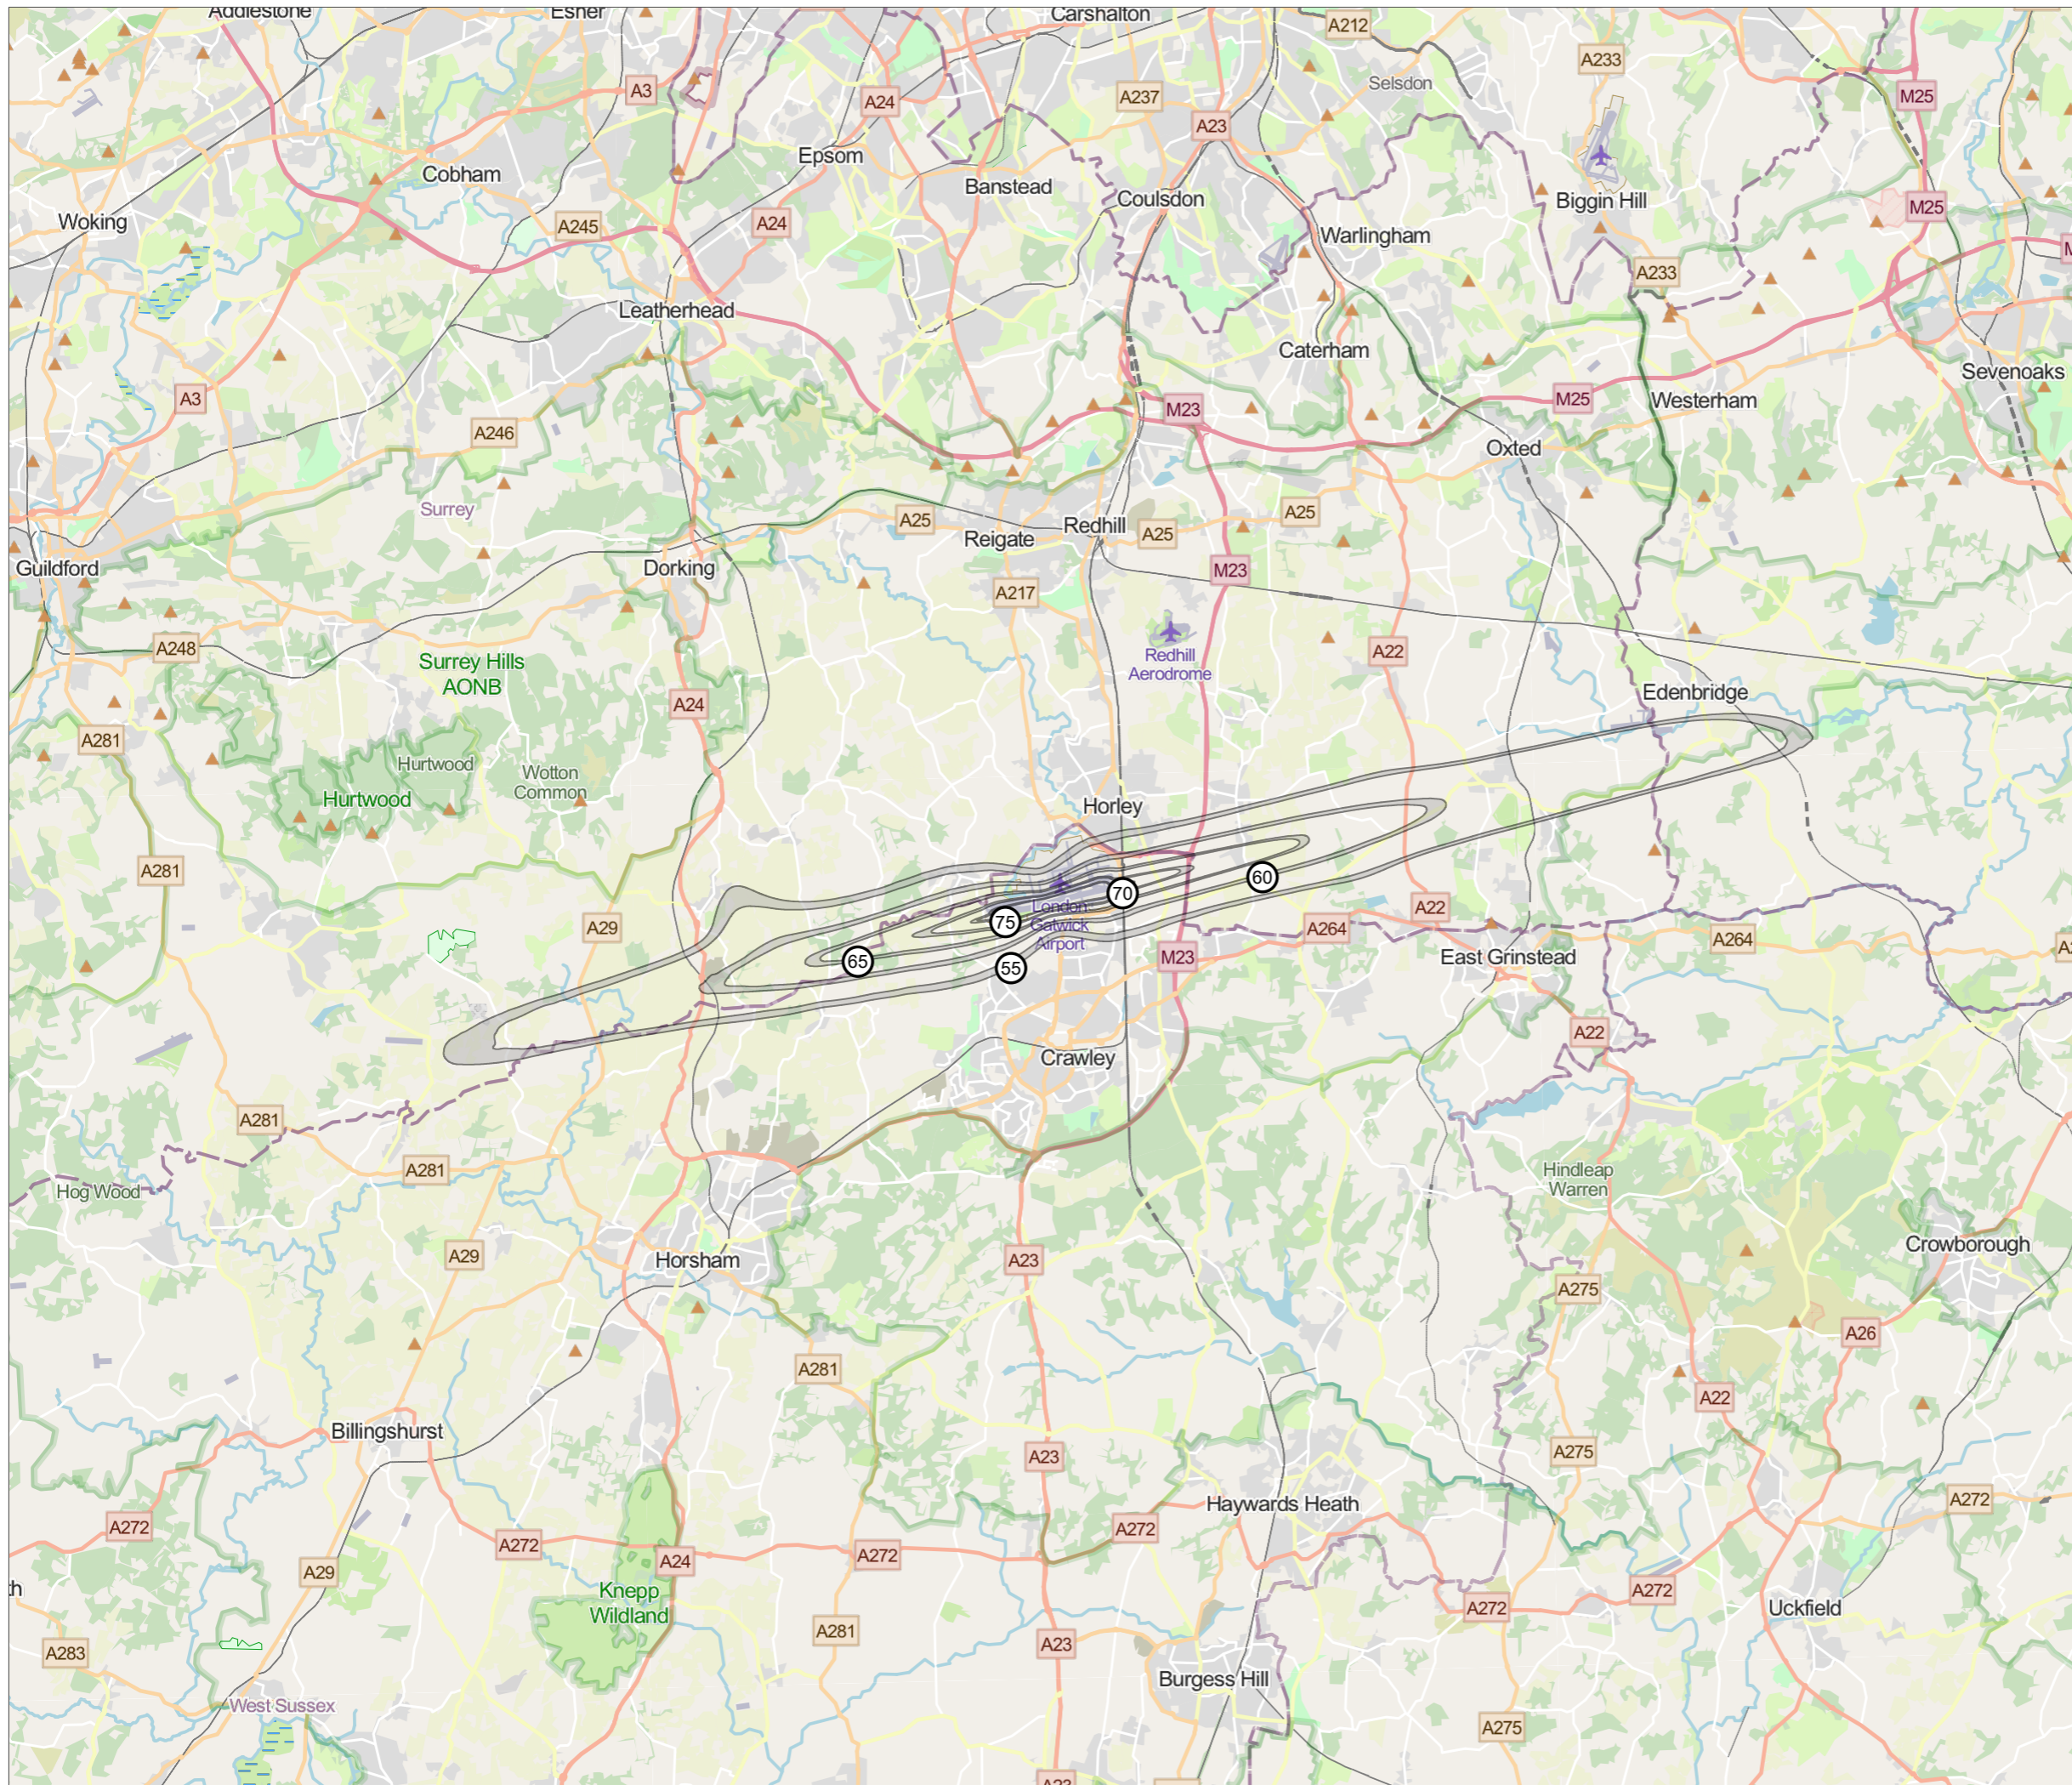 Addlestone
Esher
Carshalton
A212
A233
Selsdon
A3
A24
A237
M25
A23
Epsom
Cobham
Banstead
Coulsdon
Biggin Hill
M25
Woking
A245
A24
Warlingham
A233
Leatherhead
Caterham
Sevenoaks
A3
M23
M25
Westerham
A246
Oxted
Surrey
A25
Redhill
A25
A25
Reigate
Guildford
Dorking
M23
A217
A248
Redhill
Aerodrome
A22
Surrey Hills
AONB
Edenbridge
A24
A281
Hurtwood
Wotton
Common
Hurtwood
Horley
A281
60
70
London
Gatwick
Airport
75
A22
A29
A264
A264
65
55
M23
East Grinstead
A22
Crawley
A281
A281
Hindleap
Warren
Hog Wood
A29
Horsham
A23
Crowborough
A275
A26
A281
A22
Billingshurst
A23
A275
Haywards Heath
A272
A272
A272
A272
A272
A24
A29
Knepp
Wildland
A272
A272
Uckfield
A281
A23
A283
Burgess Hill
West Sussex
A275
A23